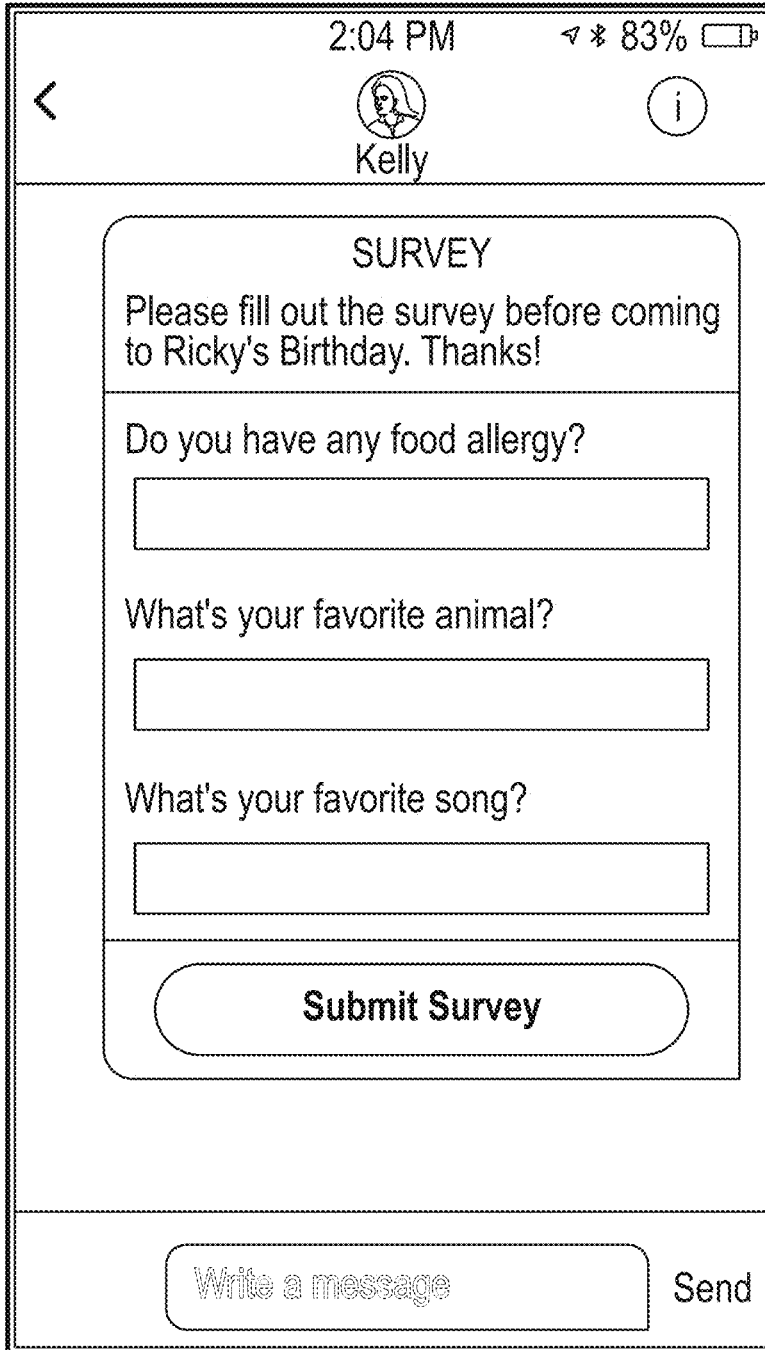 2:04 PM 83%
i
Kelly
SURVEY
Please fill out the survey before coming
to Ricky's Birthday. Thanks!
Do you have any food allergy?
What's your favorite animal?
What's your favorite song?
Submit Survey
Write a message Send